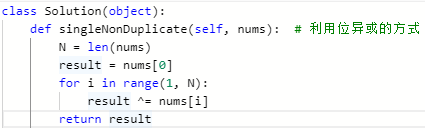 class Solution(object):
    def singleNonDuplicate(self, nums):  # 利用位异或的方式
        N = len(nums)
        result = nums[0]
        for i in range(1, N):
            result ^= nums[i]
        return result